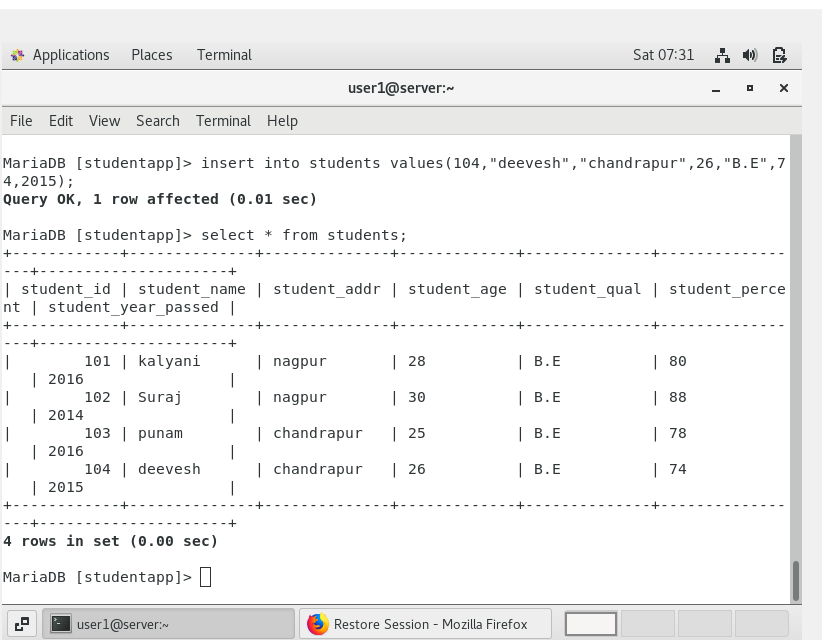 Applications Places Terminal Sat 07:31
user1@server:~
File Edit View Search Terminal Help
MariaDB [studentapp]> insert into students values(104,"deevesh","chandrapur",26,"B.E",7
4,2015);
Query OK, 1 row affected (0.01 sec)
MariaDB [studentapp]> select * from students;
+------------+--------------+--------------+-------------+--------------+--------------
---+---------------------+
| student_id | student_name | student_addr | student_age | student_qual | student_perce
nt | student_year_passed |
+------------+--------------+--------------+-------------+--------------+--------------
---+---------------------+
|        101 | kalyani      | nagpur       | 28          | B.E          | 80
   | 2016                |
|        102 | Suraj        | nagpur       | 30          | B.E          | 88
   | 2014                |
|        103 | punam        | chandrapur   | 25          | B.E          | 78
   | 2016                |
|        104 | deevesh      | chandrapur   | 26          | B.E          | 74
   | 2015                |
+------------+--------------+--------------+-------------+--------------+--------------
---+---------------------+
4 rows in set (0.00 sec)
MariaDB [studentapp]>
user1@server:~ Restore Session - Mozilla Firefox